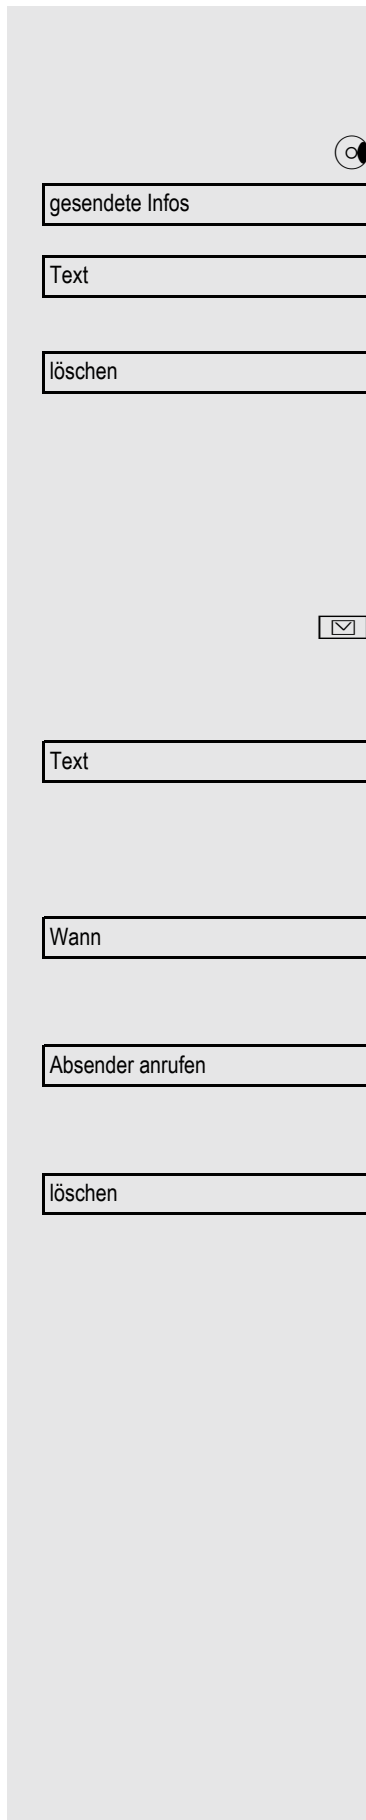 gesendete Infos
Text
löschen
Text
Wann
Absender anrufen
löschen